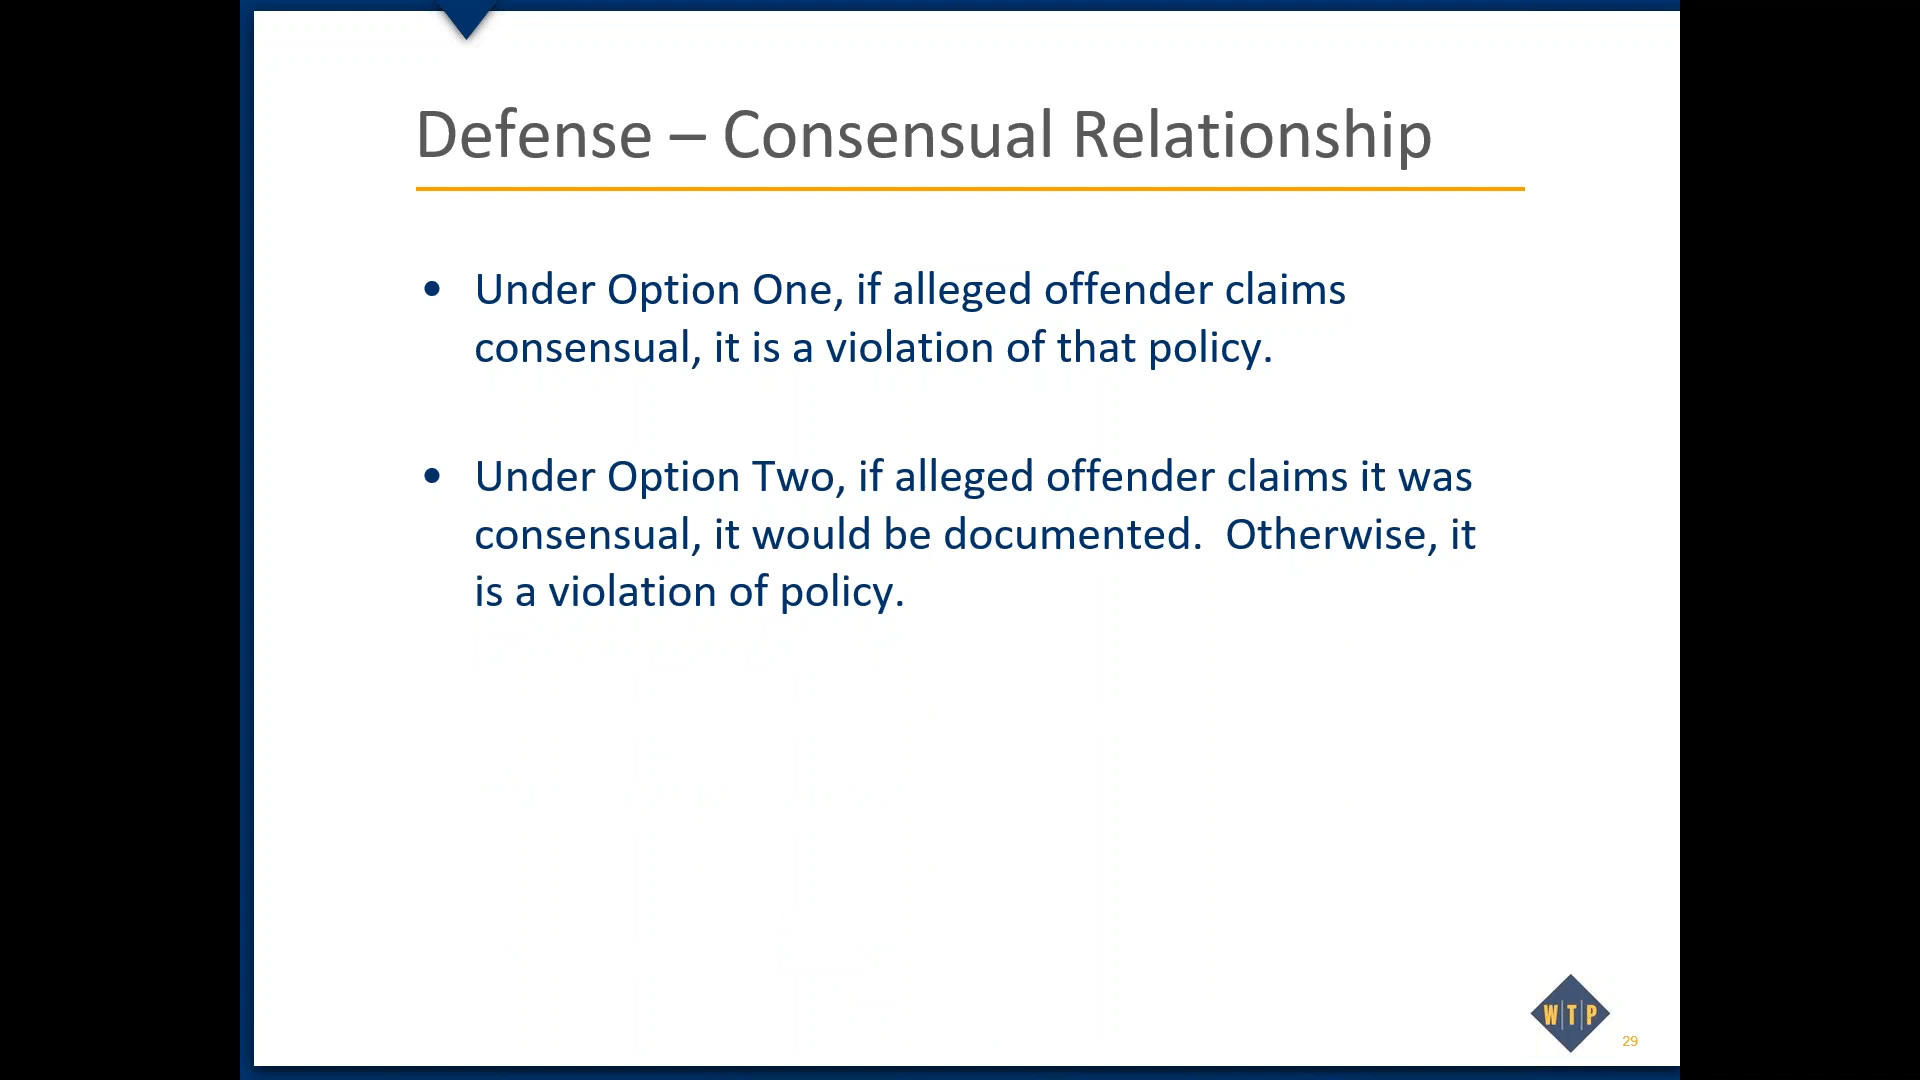 Defense – Consensual Relationship
• Under Option One, if alleged offender claims
consensual, it is a violation of that policy.
• Under Option Two, if alleged offender claims it was
consensual, it would be documented.  Otherwise, it
is a violation of policy.
W|T|P
29